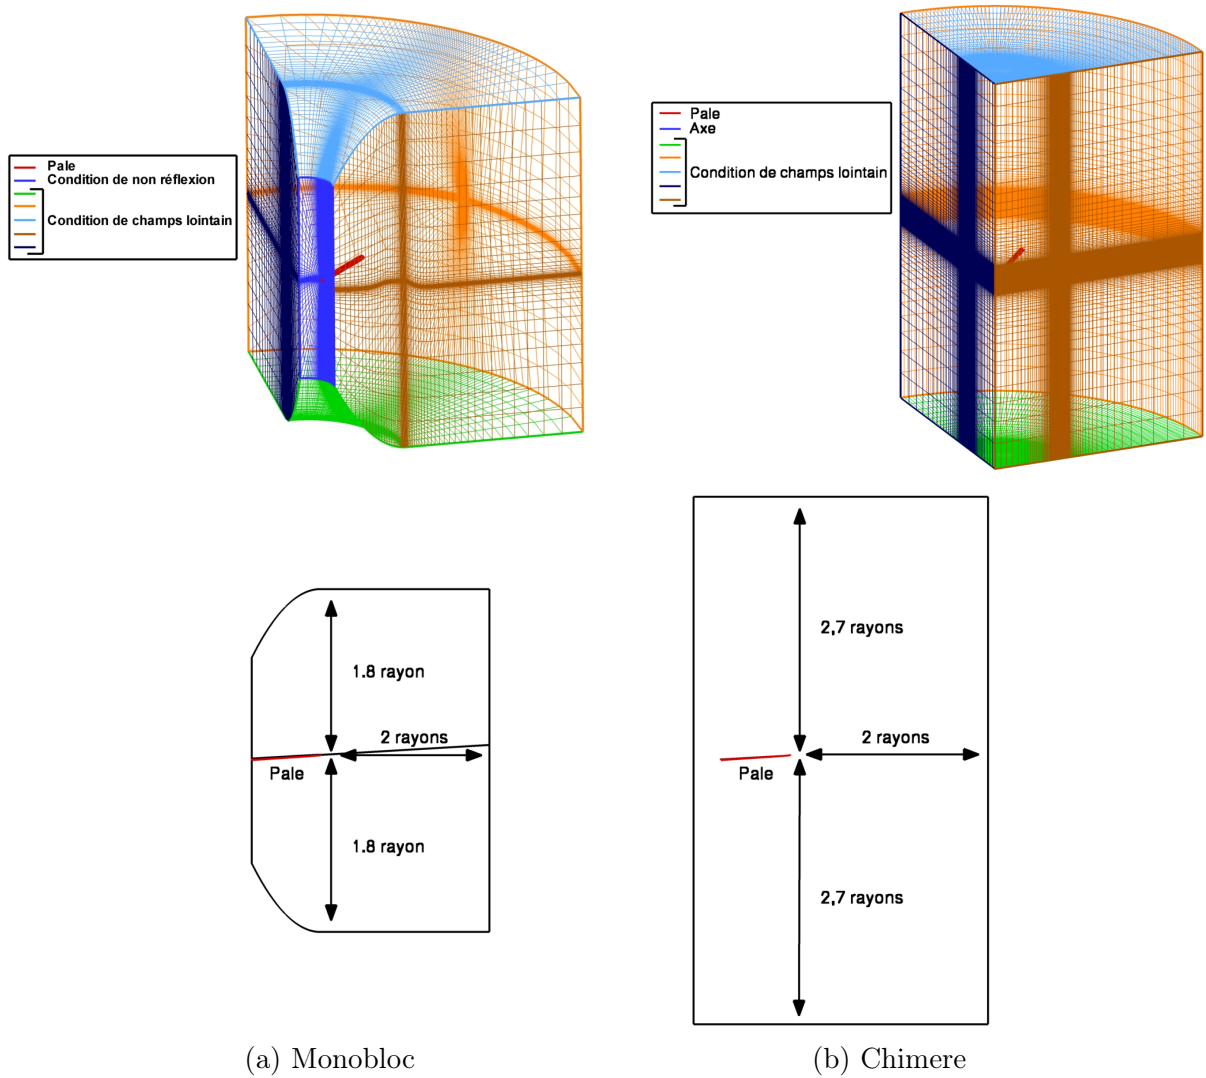 Pale
Condition de non réflexion
Condition de champs lointain
Pale
Axe
Condition de champs lointain
1.8 rayon
2 rayons
Pale
1.8 rayon
2,7 rayons
2 rayons
Pale
2,7 rayons
(a) Monobloc
(b) Chimere